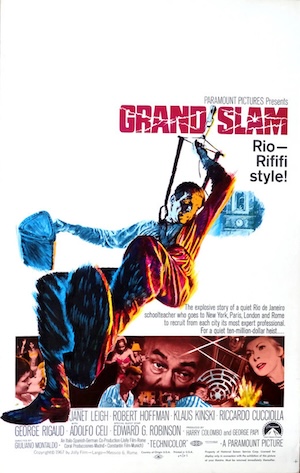 PARAMOUNT PICTURES Presents
GRAND SLAM
Rio—
Rififi
style!
The explosive story of a quiet Rio de Janeiro
schoolteacher who goes to New York, Paris, London and Rome
to recruit from each city its most expert professional.
For a quiet ten-million-dollar heist.....
JANET LEIGH ROBERT HOFFMAN KLAUS KINSKI RICCARDO CUCCIOLLA
GEORGE RIGAUD ADOLFO CELI EDWARD G. ROBINSON
HARRY COLOMBO and GEORGE PAPI
GIULIANO MONTALDO
TECHNICOLOR
A PARAMOUNT PICTURE